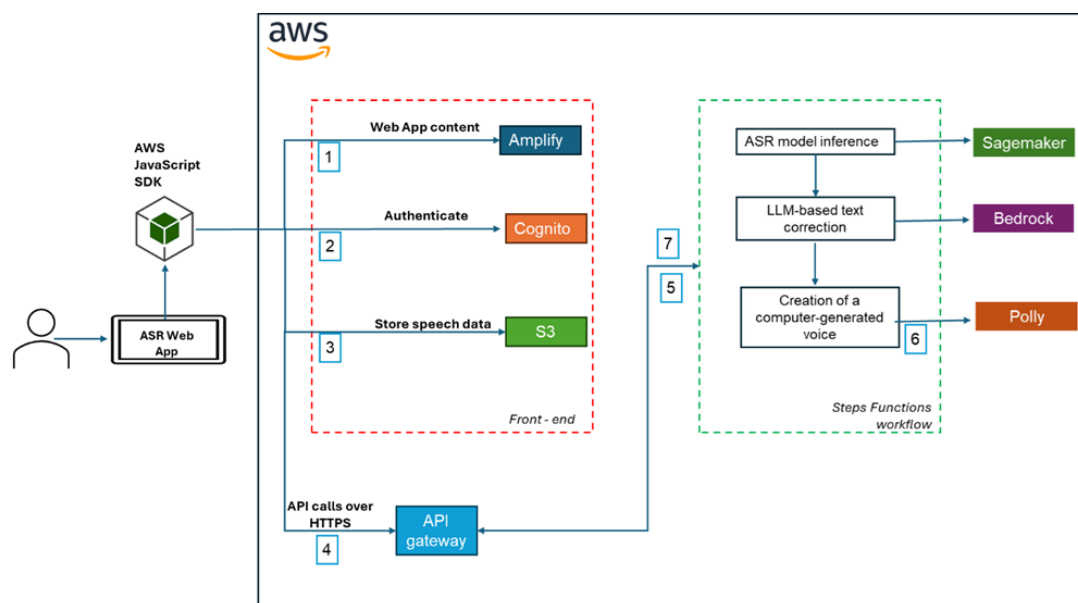 aws
AWS
JavaScript
SDK
ASR Web
App
Web App content
1
Amplify
Authenticate
2
Cognito
Store speech data
3
S3
Front - end
API calls over
HTTPS
4
API
gateway
7
5
ASR model inference
Sagemaker
LLM-based text
correction
Bedrock
Creation of a
computer-generated
voice
6
Polly
Steps Functions
workflow